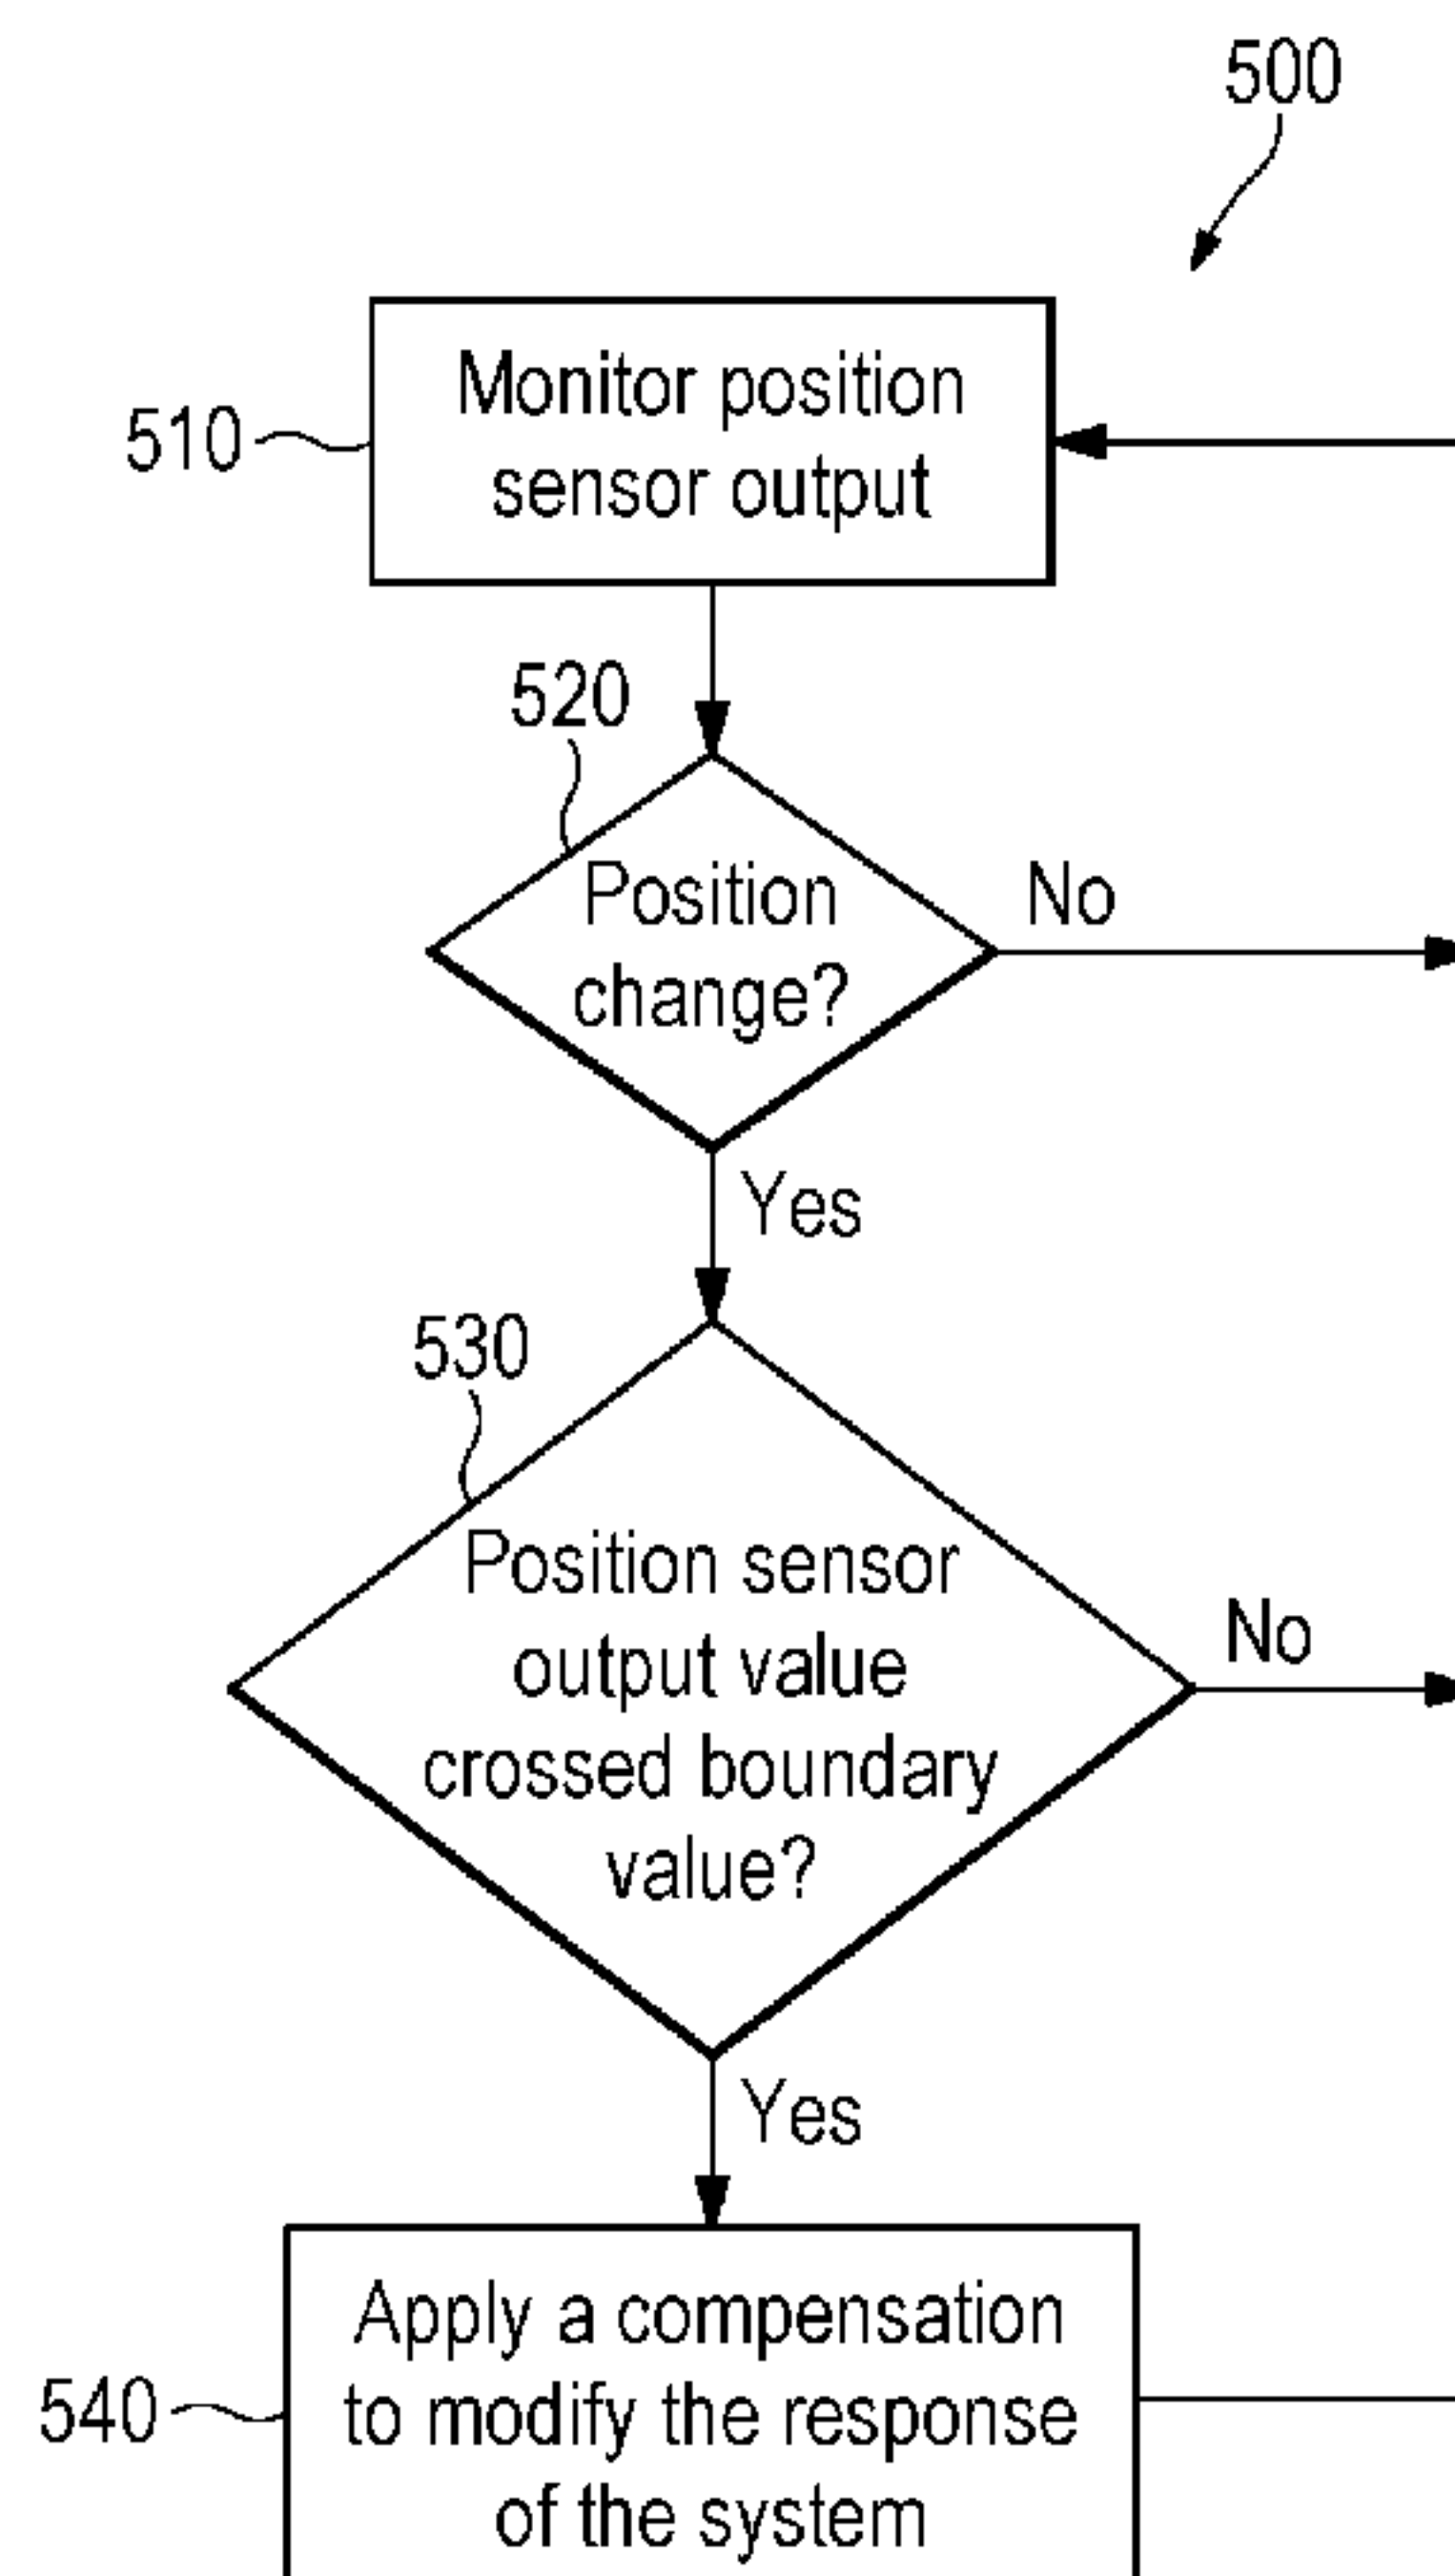 500
510
Monitor position
sensor output
520
Position
change?
No
Yes
530
Position sensor
output value
crossed boundary
value?
No
Yes
540
Apply a compensation
to modify the response
of the system